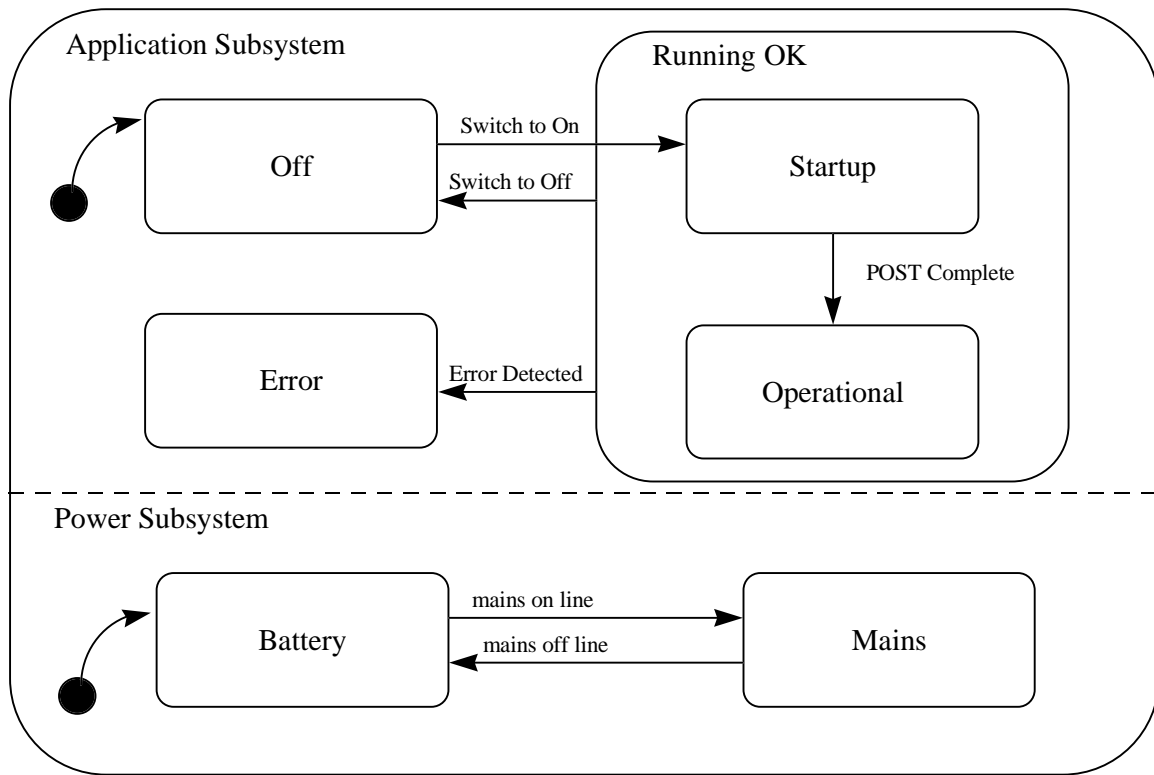 Application Subsystem
Running OK
Switch to On
Off
Startup
Switch to Off
POST Complete
Error
Error Detected
Operational
Power Subsystem
mains on line
Battery
Mains
mains off line